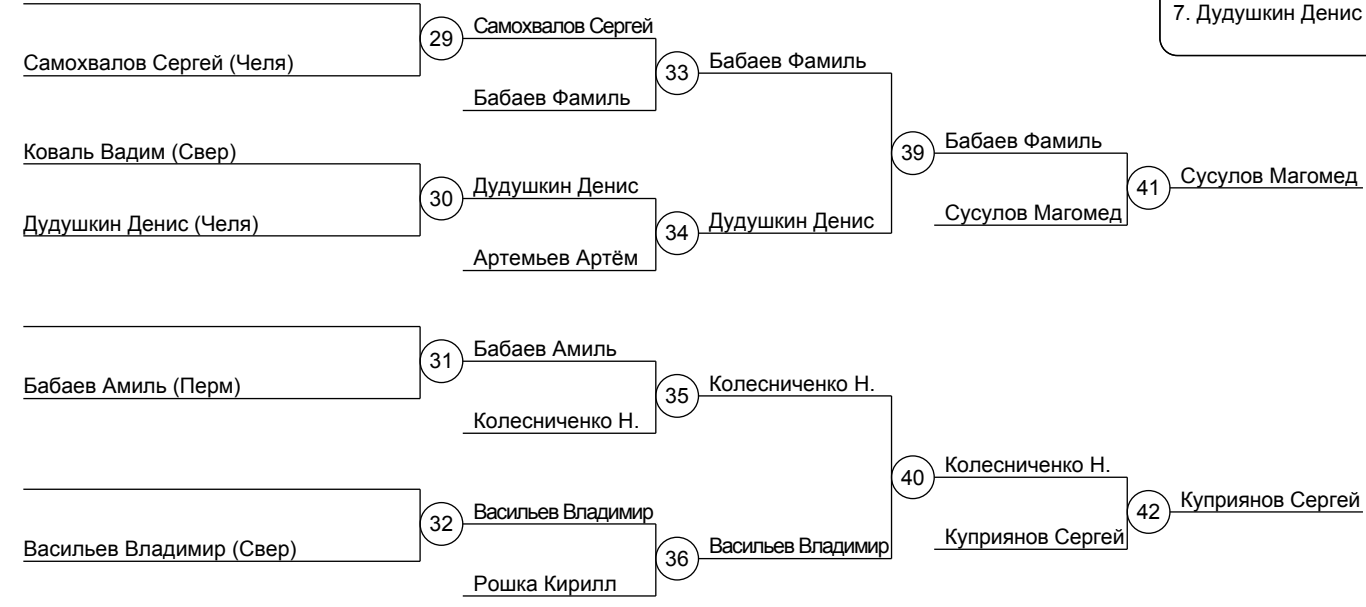 7. Дудушкин Денис
29
Самохвалов Сергей
Самохвалов Сергей (Челя)
33
Бабаев Фамиль
Бабаев Фамиль
Коваль Вадим (Свер)
39
Бабаев Фамиль
30
Дудушкин Денис
41
Сусулов Магомед
Дудушкин Денис (Челя)
34
Дудушкин Денис
Сусулов Магомед
Артемьев Артём
31
Бабаев Амиль
Бабаев Амиль (Перм)
35
Колесниченко Н.
Колесниченко Н.
40
Колесниченко Н.
32
Васильев Владимир
42
Куприянов Сергей
Васильев Владимир (Свер)
36
Васильев Владимир
Куприянов Сергей
Рошка Кирилл